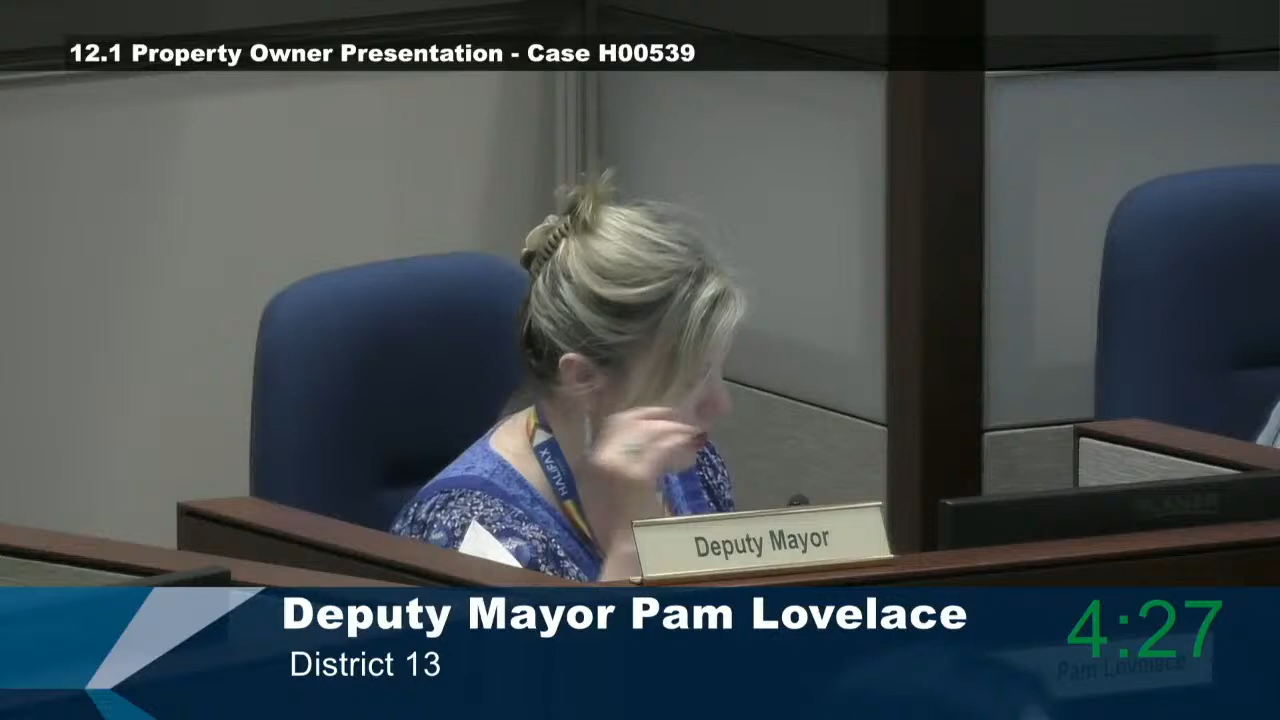 12.1 Property Owner Presentation - Case H00539
HALIFAX
Deputy Mayor
Deputy Mayor Pam Lovelace
District 13
4:27
Pam Lovelace